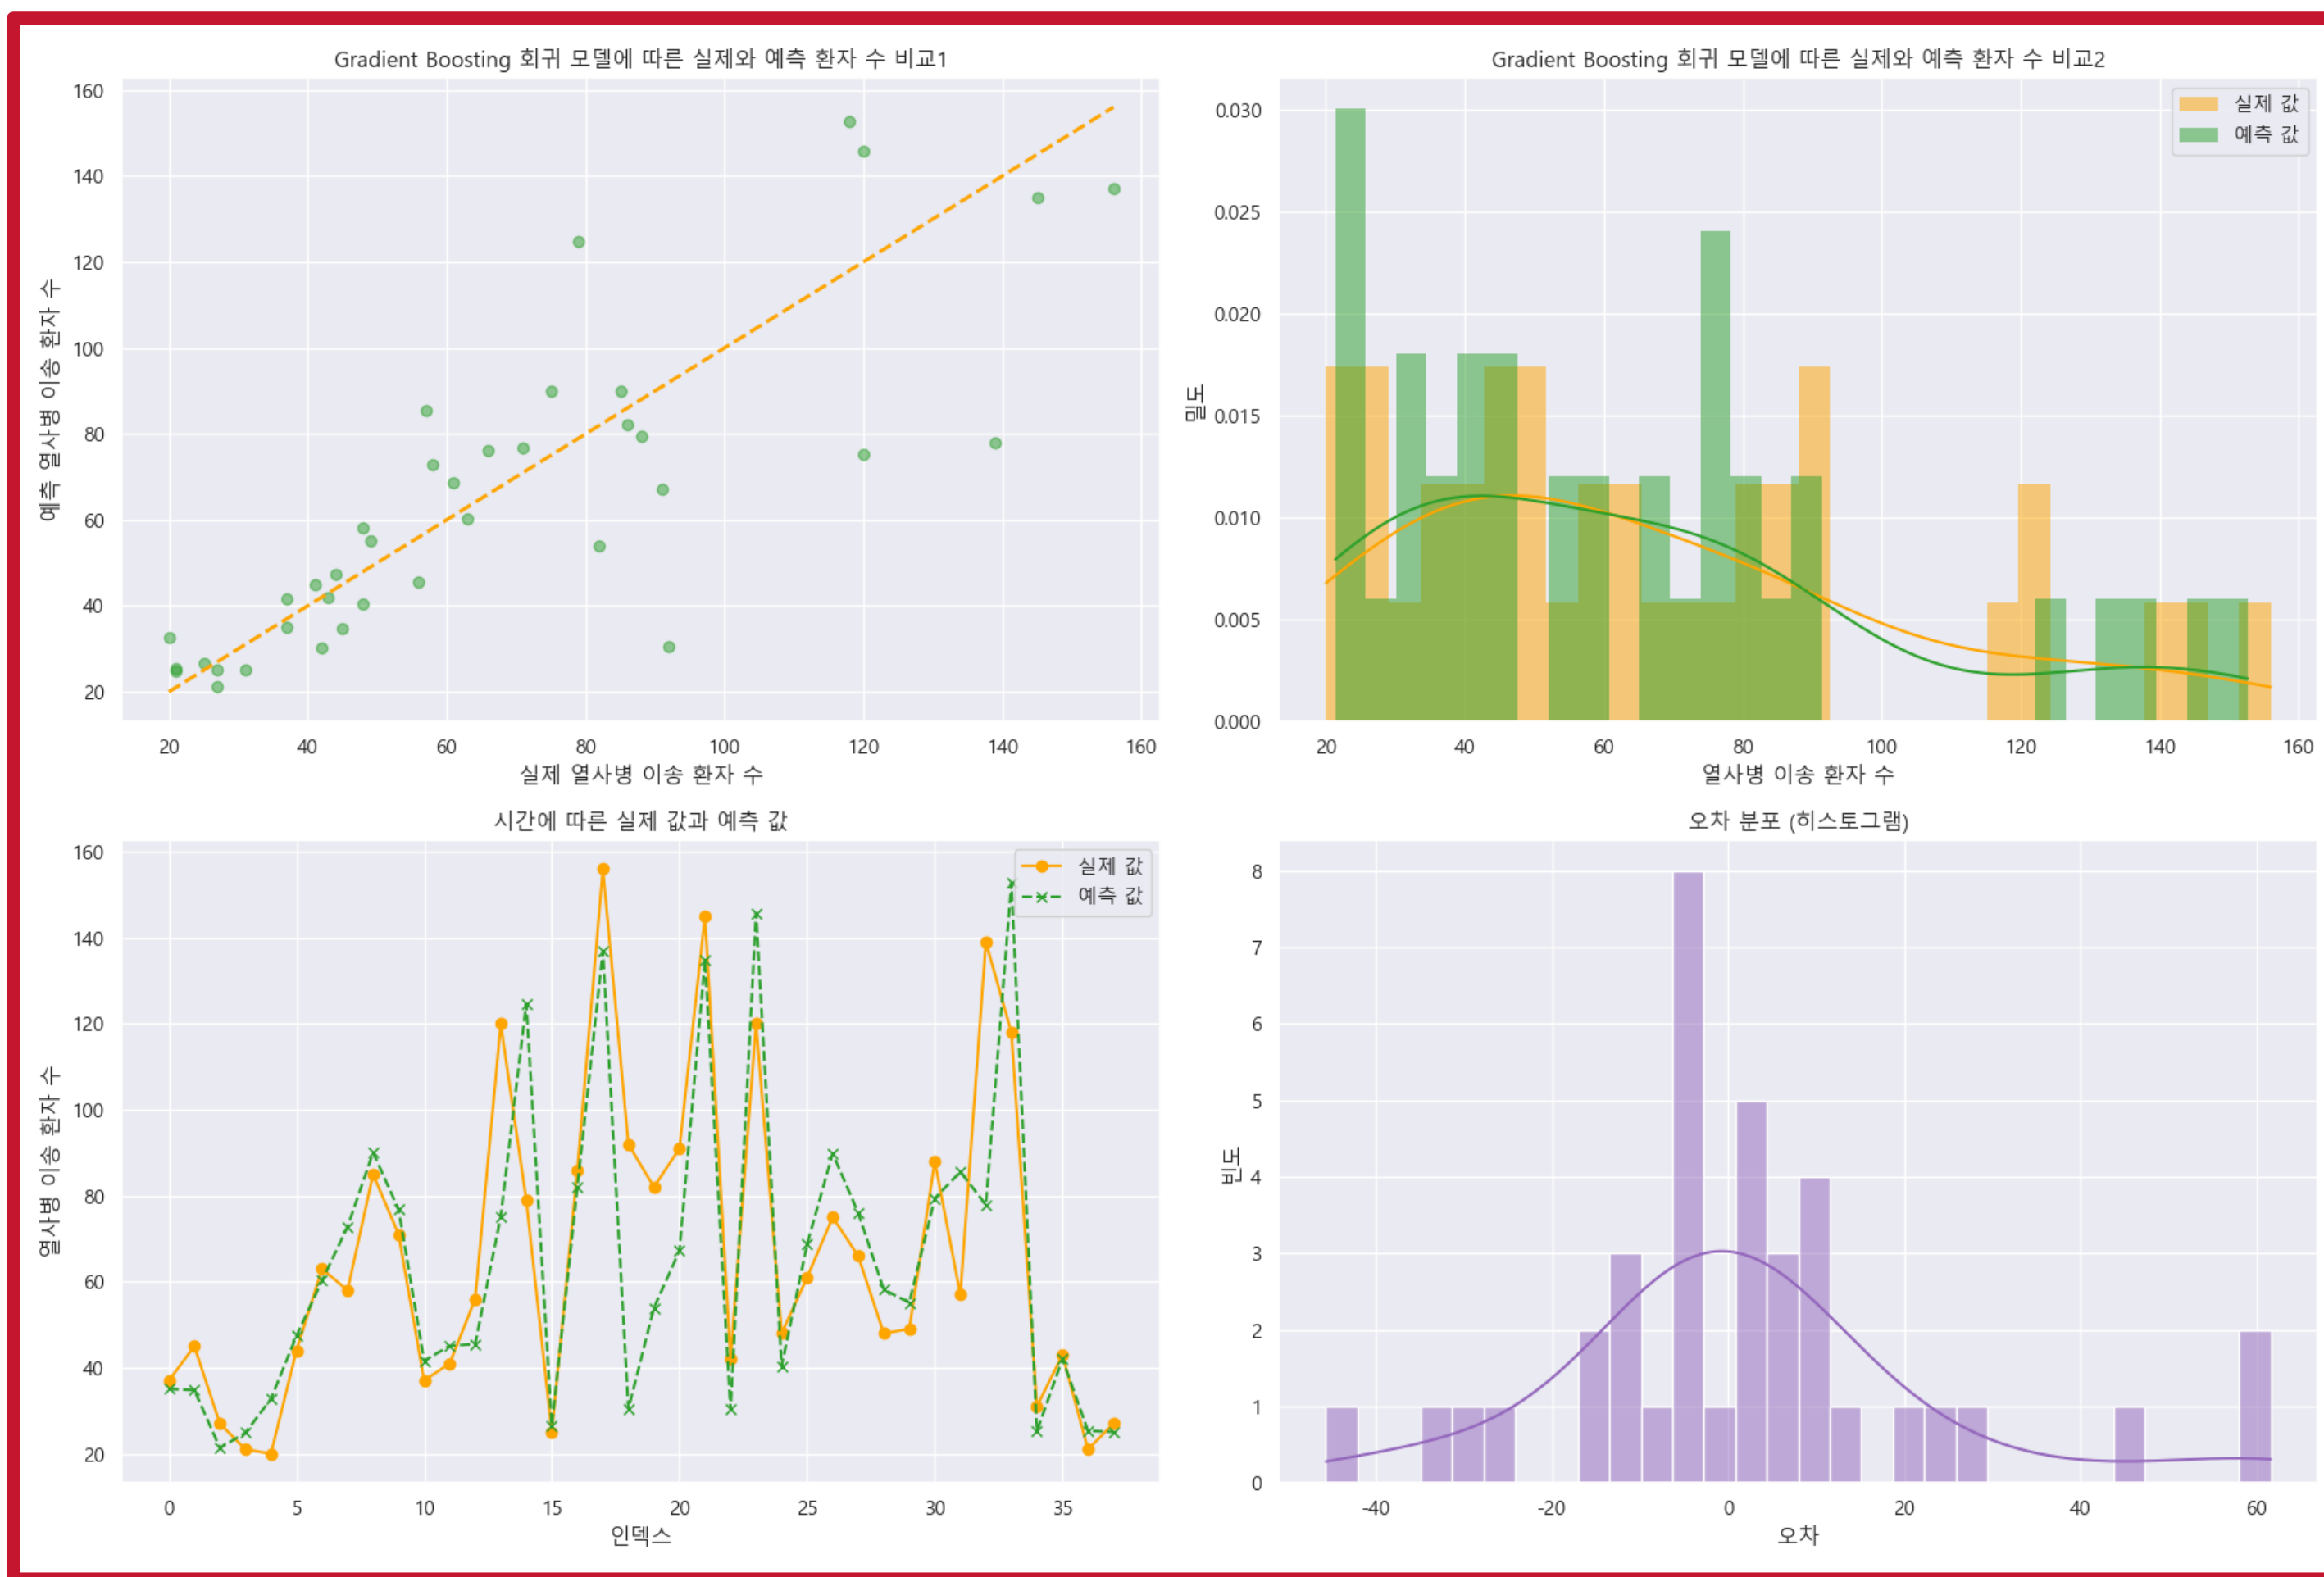 Gradient Boosting 회귀 모델에 따른 실제와 예측 환자 수 비교1
160
140
120
100
80
60
40
20
예측 열사병 이송 환자 수
20 40 60 80 100 120 140 160
실제 열사병 이송 환자 수
Gradient Boosting 회귀 모델에 따른 실제와 예측 환자 수 비교2
실제 값
예측 값
0.030
0.025
0.020
0.015
0.010
0.005
0.000
밀도
20 40 60 80 100 120 140 160
열사병 이송 환자 수
시간에 따른 실제 값과 예측 값
실제 값
예측 값
160
140
120
100
80
60
40
20
열사병 이송 환자 수
0 5 10 15 20 25 30 35
인덱스
오차 분포 (히스토그램)
8
7
6
5
4
3
2
1
0
빈도
-40 -20 0 20 40 60
오차